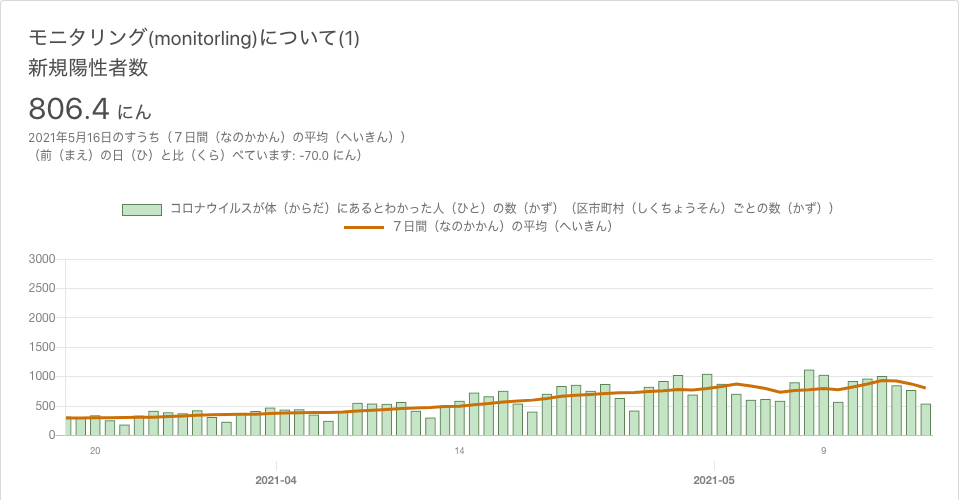 モニタリング(monitorling)について(1)
新規陽性者数
806.4 にん
2021年5月16日のすうち（７日間（なのかかん）の平均（へいきん））
（前（まえ）の日（ひ）と比（くら）べています: -70.0 にん）
コロナウイルスが体（からだ）にあるとわかった人（ひと）の数（かず）（区市町村（しくちょうそん）ごとの数（かず））
７日間（なのかかん）の平均（へいきん）
3000
2500
2000
1500
1000
500
0
20 14 9
2021-04 2021-05